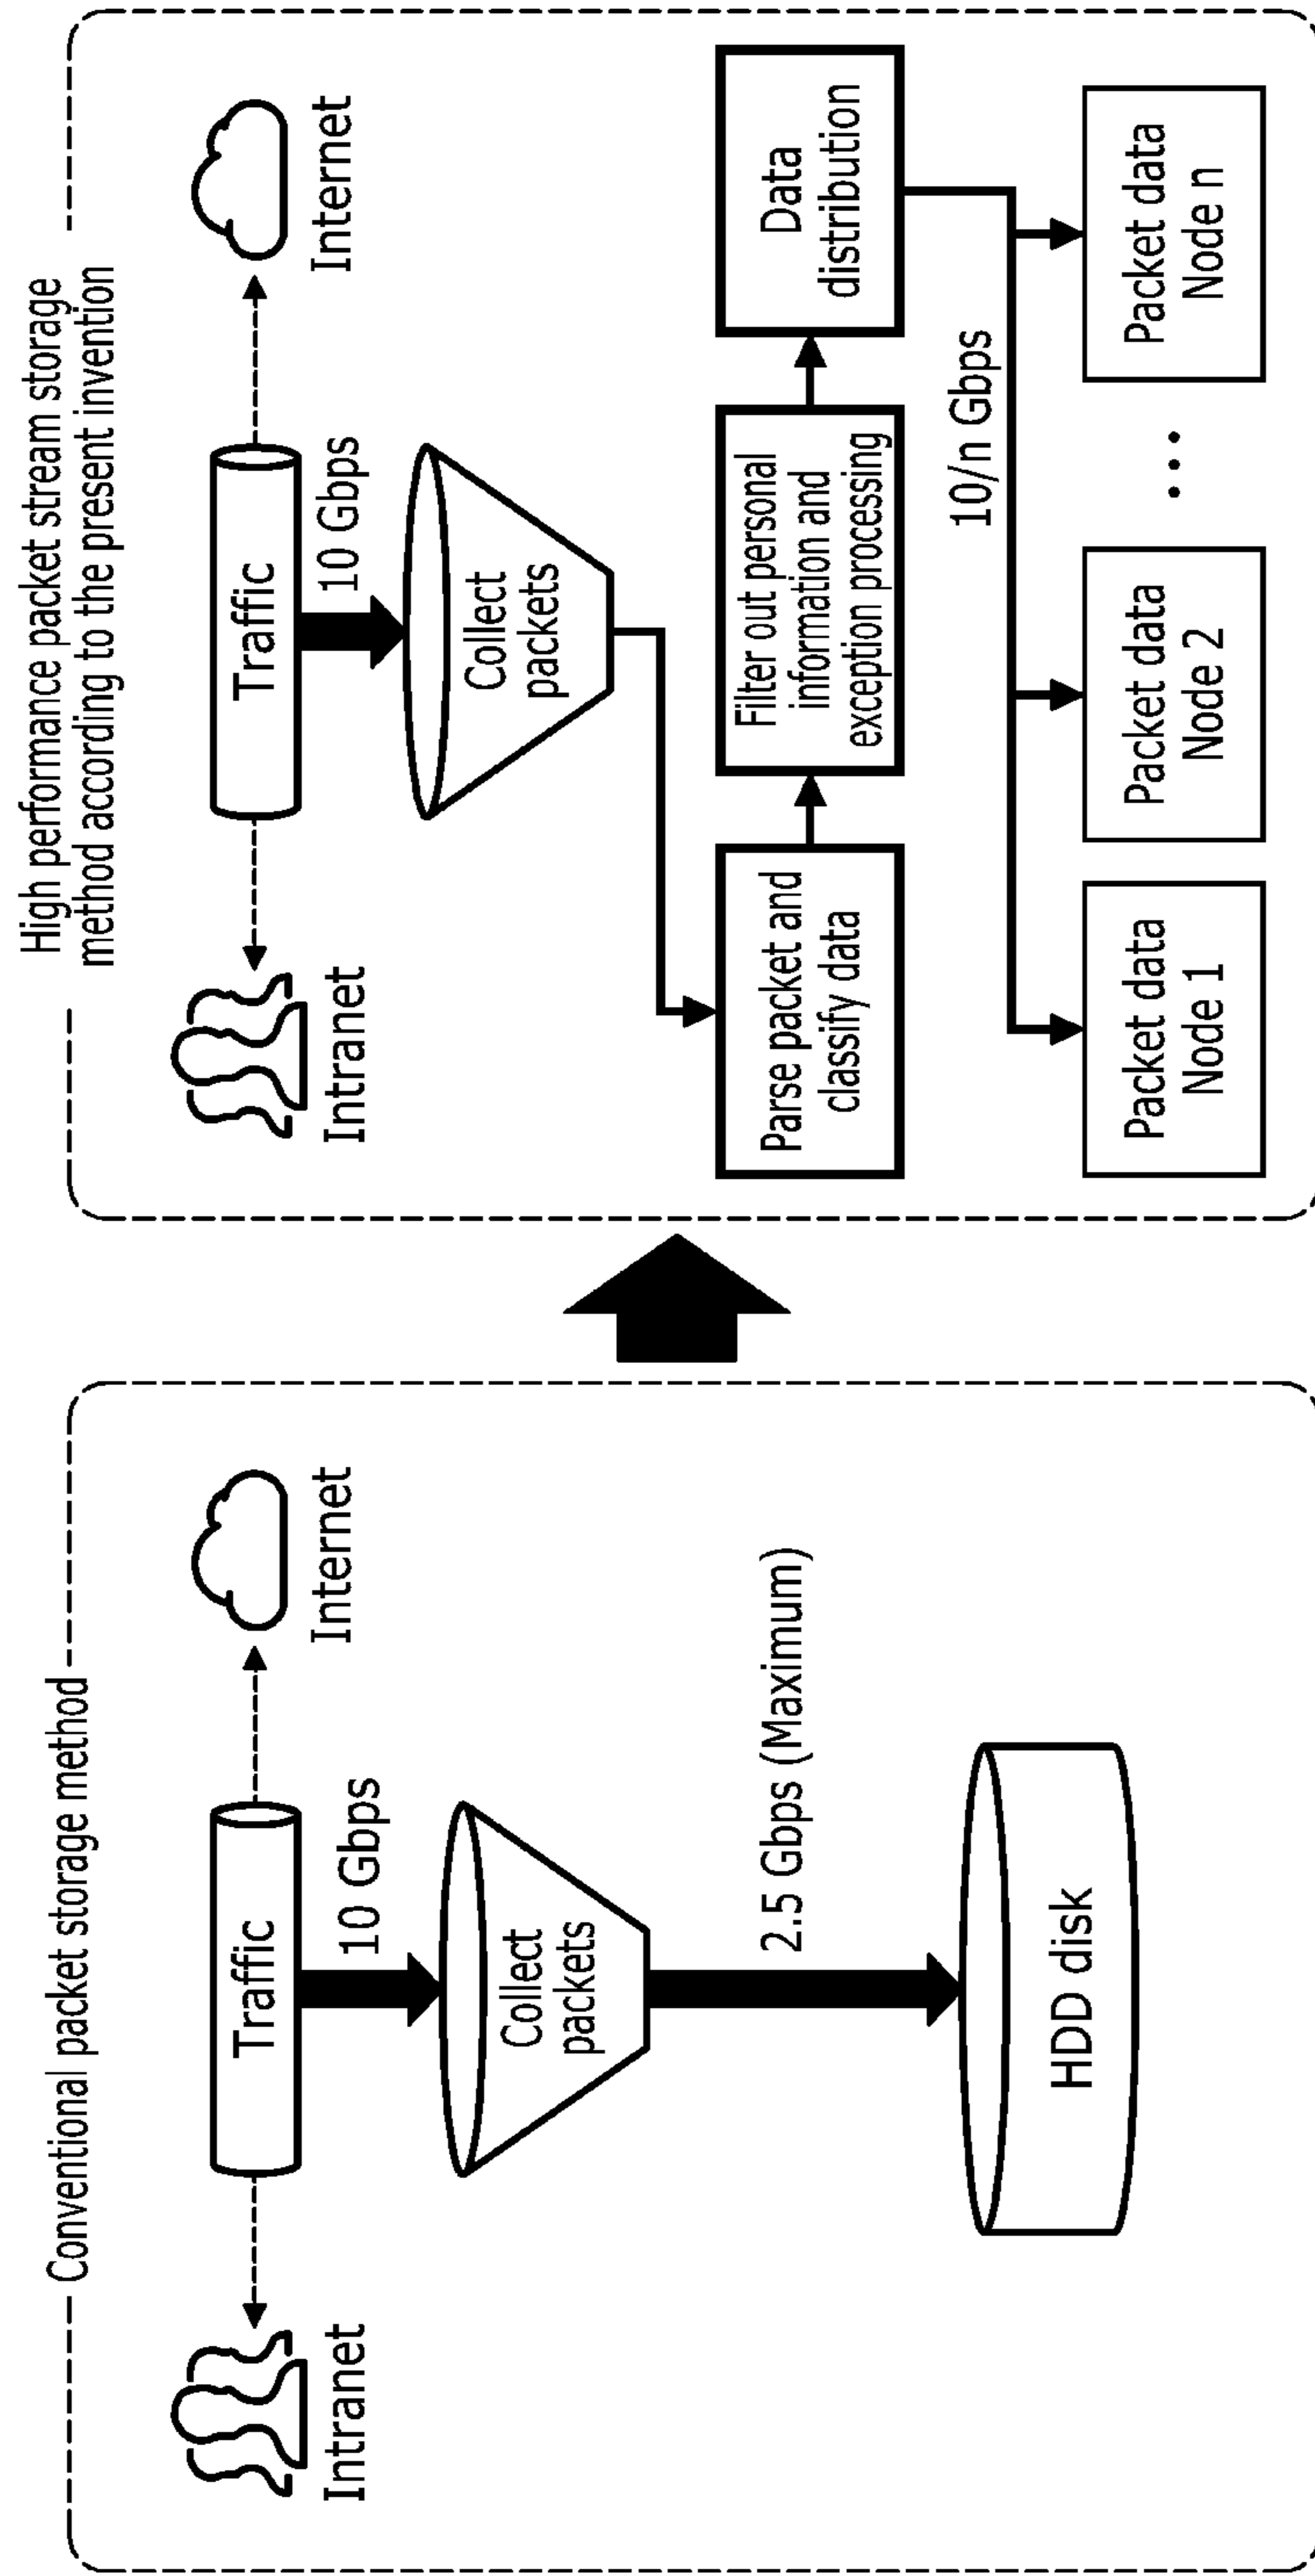 Conventional packet storage method
Intranet
Traffic
Internet
10 Gbps
Collect
packets
2.5 Gbps (Maximum)
HDD disk
High performance packet stream storage
method according to the present invention
Intranet
Traffic
Internet
10 Gbps
Collect
packets
Parse packet and
classify data
Filter out personal
information and
exception processing
Data
distribution
10/n Gbps
Packet data
Node 1
Packet data
Node 2
...
Packet data
Node n